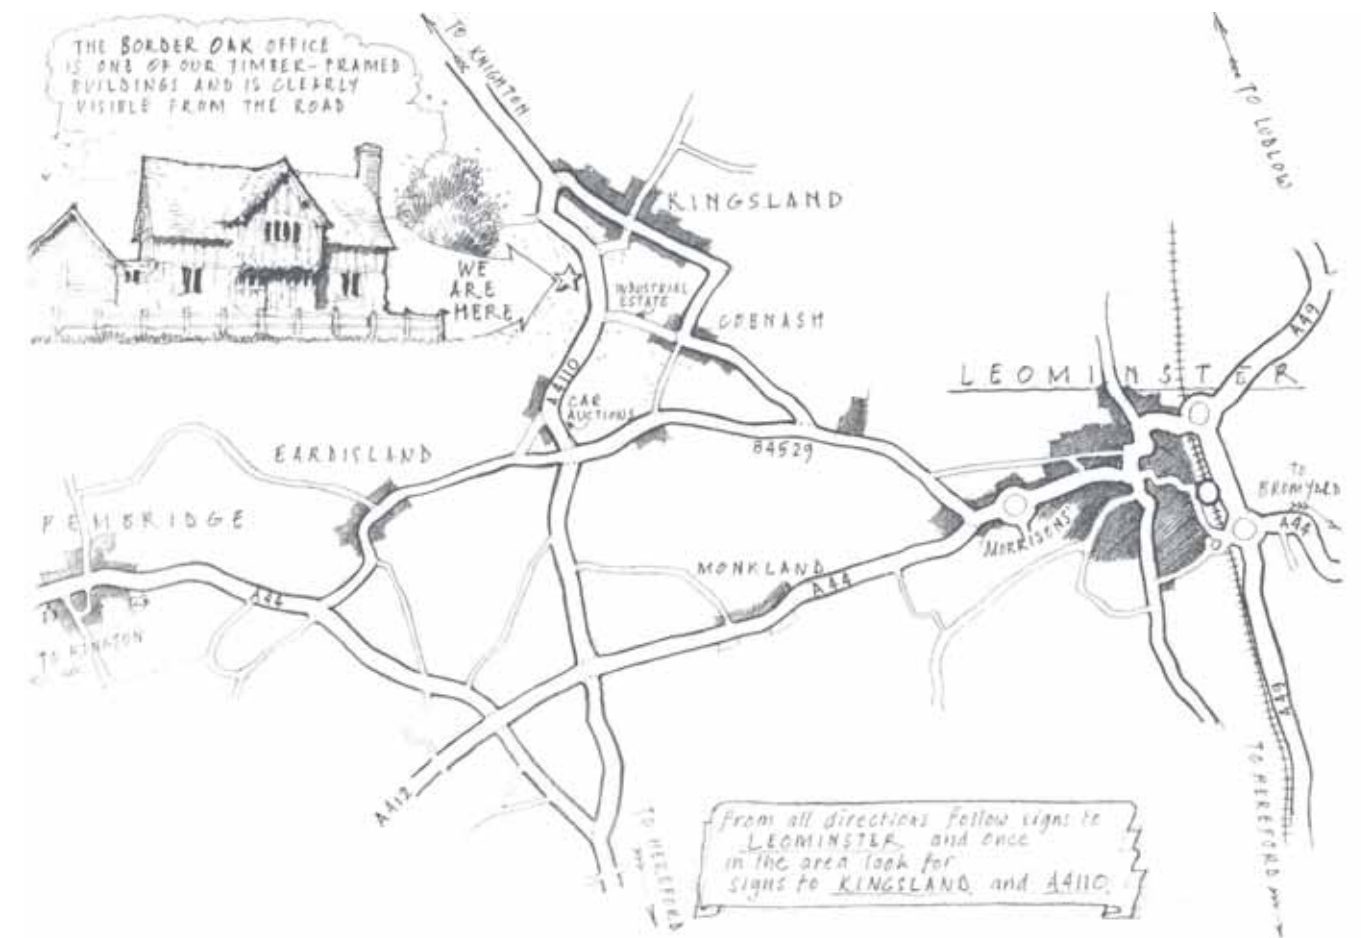 THE BORDER OAK OFFICE
IS ONE OF OUR TIMBER-FRAMED
BUILDINGS AND IS CLEARLY
VISIBLE FROM THE ROAD
TO KNIGHTON
TO LUDLOW
KINGSLAND
WE
ARE
HERE
INDUSTRIAL
ESTATE
COBNASH
A49
LEOMINSTER
A4110
CAR
AUCTIONS
B4529
EARDISLAND
TO
BROMYARD
A44
PEMBRIDGE
'MORRISONS'
MONKLAND
A44
A44
TO KINGTON
A49
A412
TO HEREFORD
TO HEREFORD
From all directions follow signs to
LEOMINSTER and once
in the area look for
signs to KINGSLAND and A4110.